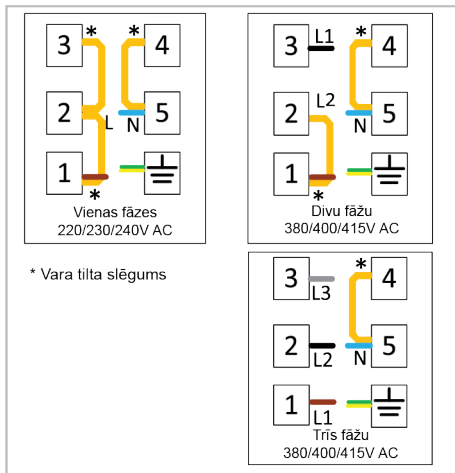 3 * * 4
2 L N 5
1 *
Vienas fāzes
220/230/240V AC
3 L1 * 4
2 L2 N 5
1 *
Divu fāžu
380/400/415V AC
* Vara tilta slēgums
3 L3 * 4
2 L2 N 5
1 L1
Trīs fāžu
380/400/415V AC